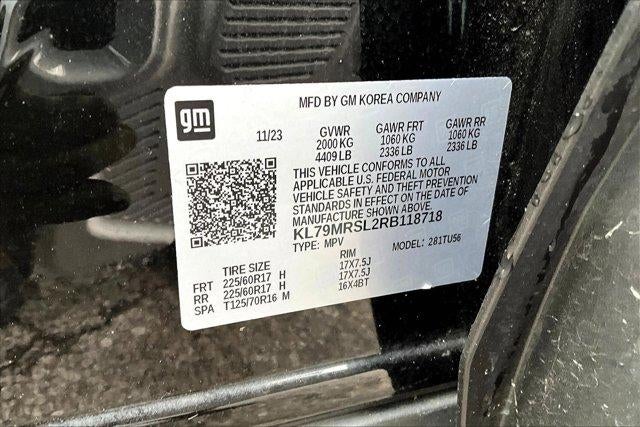 gm
MFD BY GM KOREA COMPANY
11/23 GVWR GAWR FRT GAWR RR
2000 KG 1060 KG 1060 KG
4409 LB 2336 LB 2336 LB
THIS VEHICLE CONFORMS TO ALL
APPLICABLE U.S. FEDERAL MOTOR
VEHICLE SAFETY AND THEFT PREVENTION
STANDARDS IN EFFECT ON THE DATE OF
MANUFACTURE SHOWN ABOVE.
KL79MRSL2RB118718
TYPE: MPV MODEL: 281TU56
TIRE SIZE RIM
FRT 225/60R17 H 17X7.5J
RR 225/60R17 H 17X7.5J
SPA T125/70R16 M 16X4BT